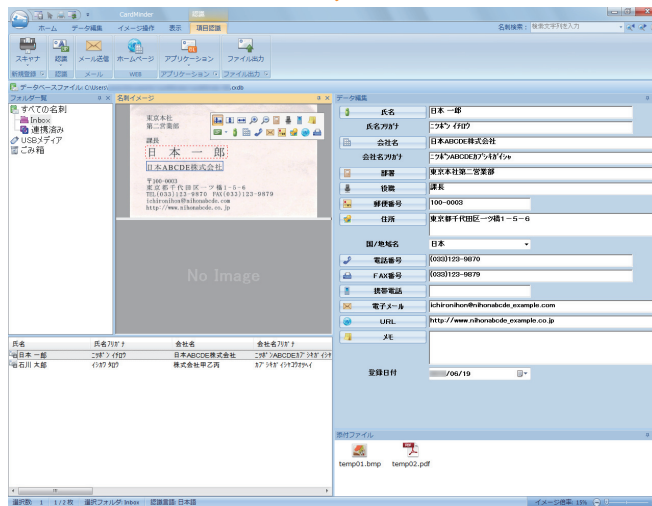 CardMinder 認識
ホーム データ編集 イメージ操作 表示 項目認識 名刺検索： 検索文字列を入力
スキャナ 認識 メール送信 ホームページ アプリケーション ファイル出力
新規登録 認識 メール WEB アプリケーション ファイル出力
データベースファイル: C:\Users\ .odb
フォルダ一覧
すべての名刺
Inbox
連携済み
USBメディア
ごみ箱
名刺イメージ
東京本社
第二営業部
課長
日 本 一 郎
日本ABCDE株式会社
〒100-0003
東京都千代田区一ツ橋1-5-6
TEL(033)123-9870 FAX(033)123-9879
http://www.nihonabcde.co.jp
No Image
氏名 氏名フリガナ 会社名 会社名フリガナ
日本 一郎 ニッポン イチロウ 日本ABCDE株式会社
石川 太郎 イシカワ タロウ 株式会社甲乙丙
データ編集
氏名 日本 一郎
氏名フリガナ ニッポン イチロウ
会社名 日本ABCDE株式会社
会社名フリガナ ニッポンABCDEカブシキガイシャ
部署 東京本社第二営業部
役職 課長
郵便番号 100-0003
住所 東京都千代田区一ツ橋1－5－6
国/地域名 日本
電話番号 (033)123-9870
FAX番号 (033)123-9879
携帯電話
電子メール ichironihon@nihonabcde_example.com
URL http://www.nihonabcde_example.co.jp
メモ
登録日付 /06/19
添付ファイル
temp01.bmp temp02.pdf
選択数: 1 1/2枚 選択フォルダ: Inbox 認識言語: 日本語 イメージ倍率: 15%